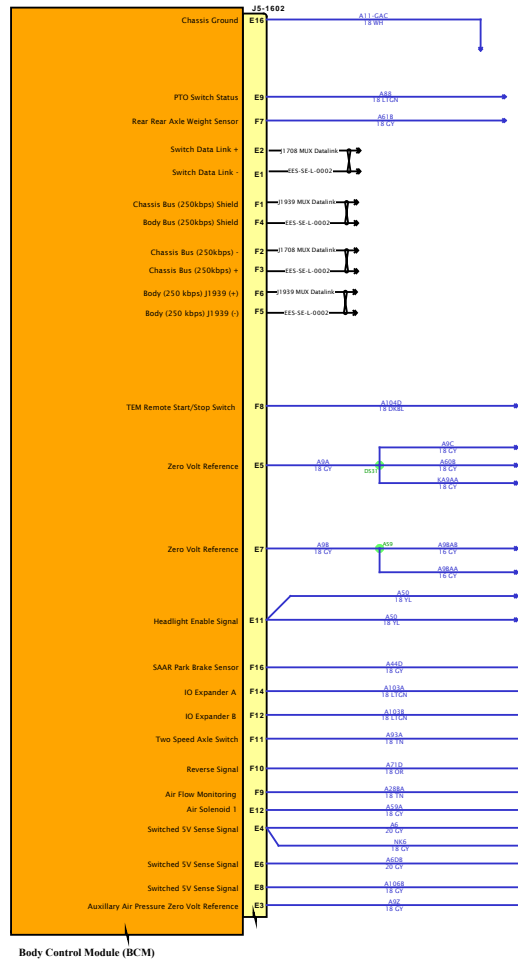 J5-1602
Chassis Ground E16 A11-GAC
18 WH
PTO Switch Status E9 A88
18 LTGN
Rear Rear Axle Weight Sensor F7 A618
18 GY
Switch Data Link + E2 J1708 MUX Datalink
Switch Data Link - E1 EES-SE-L-0002
Chassis Bus (250kbps) Shield F1 J1939 MUX Datalink
Body Bus (250kbps) Shield F4 EES-SE-L-0002
Chassis Bus (250kbps) - F2 J1708 MUX Datalink
Chassis Bus (250kbps) + F3 EES-SE-L-0002
Body (250 kbps) J1939 (+) F6 J1939 MUX Datalink
Body (250 kbps) J1939 (-) F5 EES-SE-L-0002
TEM Remote Start/Stop Switch F8 A104D
18 DKBL
A9C
18 GY
Zero Volt Reference E5 A9A A60B
18 GY DS31 18 GY
KA9AA
18 GY
Zero Volt Reference E7 A9B AS9 A9BAB
18 GY 16 GY
A9BAA
16 GY
A50
18 YL
Headlight Enable Signal E11 A50
18 YL
SAAR Park Brake Sensor F16 A44D
18 GY
IO Expander A F14 A103A
18 LTGN
IO Expander B F12 A103B
18 LTGN
Two Speed Axle Switch F11 A93A
18 TN
Reverse Signal F10 A71D
18 OR
Air Flow Monitoring F9 A288A
18 TN
Air Solenoid 1 E12 A59A
18 GY
Switched 5V Sense Signal E4 A6
20 GY
NK6
18 GY
Switched 5V Sense Signal E6 A6DB
20 GY
Switched 5V Sense Signal E8 A106B
18 GY
Auxillary Air Pressure Zero Volt Reference E3 A9Z
18 GY
Body Control Module (BCM)